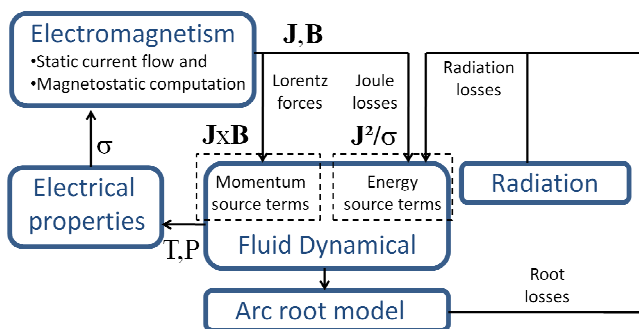 Electromagnetism
•Static current flow and
•Magnetostatic computation
J,B
Lorentz
forces
Joule
losses
Radiation
losses
JxB
J²/σ
σ
Electrical
properties
Momentum
source terms
Energy
source terms
Radiation
T,P
Fluid Dynamical
Root
losses
Arc root model